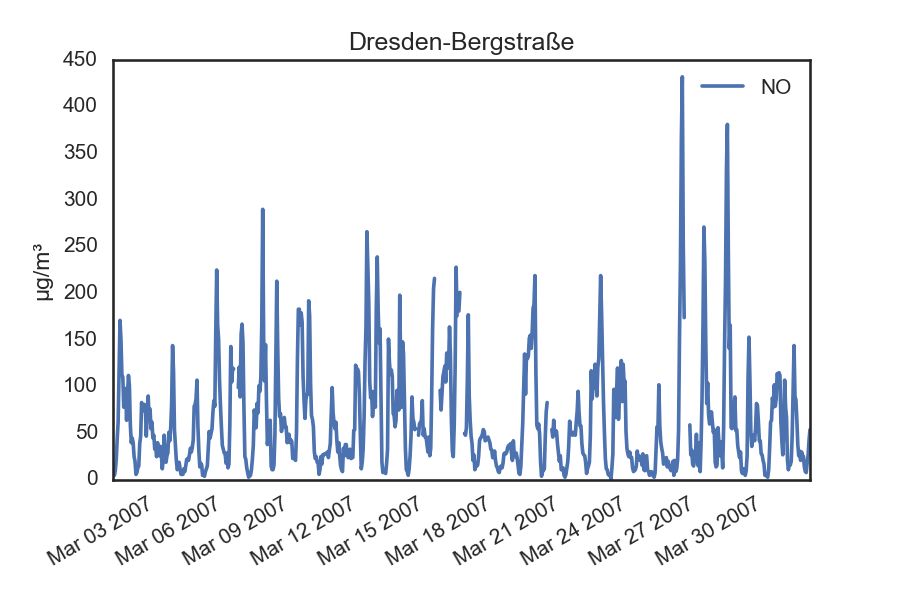 Dresden-Bergstraße
µg/m³
450
400
350
300
250
200
150
100
50
0
NO
Mar 03 2007
Mar 06 2007
Mar 09 2007
Mar 12 2007
Mar 15 2007
Mar 18 2007
Mar 21 2007
Mar 24 2007
Mar 27 2007
Mar 30 2007